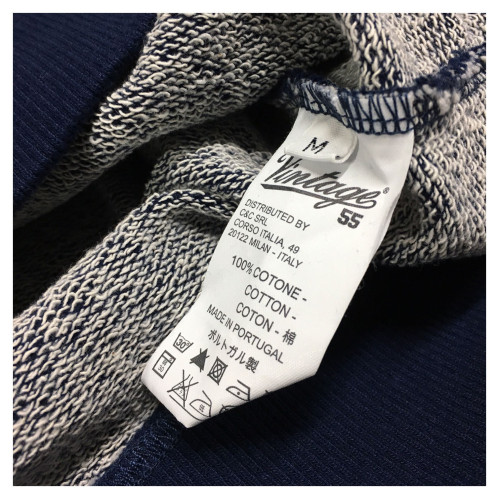 M
Vintage
55
DISTRIBUTED BY
C&C SRL
CORSO ITALIA, 49
20122 MILAN - ITALY
100% COTONE -
COTTON -
COTON - 棉
MADE IN PORTUGAL
ポルトガル製
30°